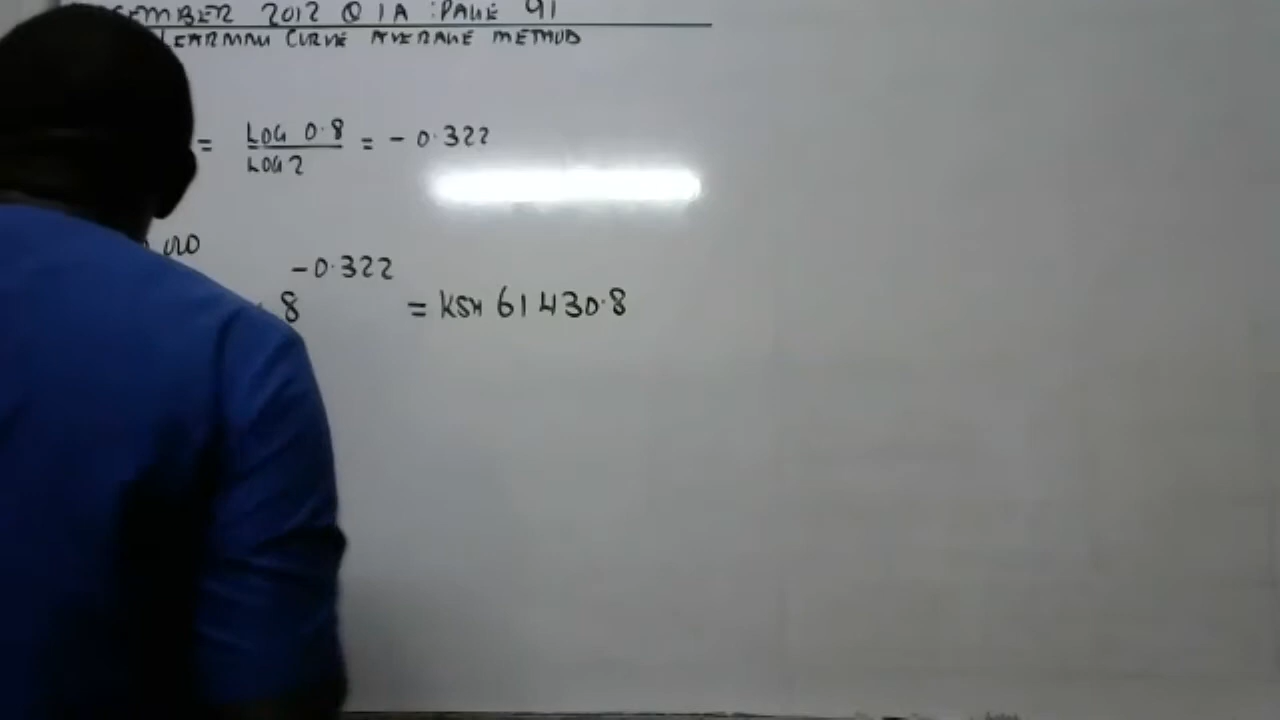 2012 Q 1A : PAGE 91
LEARNING CURVE AVERAGE METHOD
= LOG 0.8 = - 0.322
LOG 2
-0.322
8 = KSH 61430.8